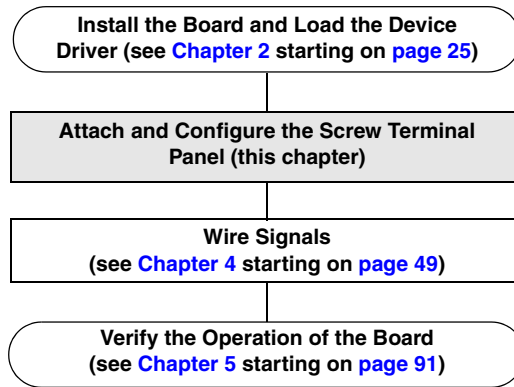 Install the Board and Load the Device
Driver (see Chapter 2 starting on page 25)
Attach and Configure the Screw Terminal
Panel (this chapter)
Wire Signals
(see Chapter 4 starting on page 49)
Verify the Operation of the Board
(see Chapter 5 starting on page 91)